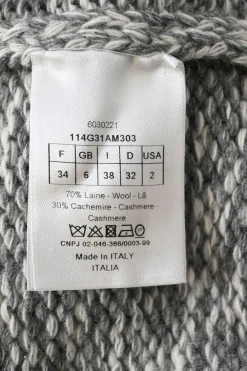 6030221
114G31AM303
F GB I D USA
34 6 38 32 2
70% Laine - Wool - Lã
30% Cachemire - Cashmere -
Cashmere
CNPJ 02-046-366/0003-99
Made In ITALY
ITALIA